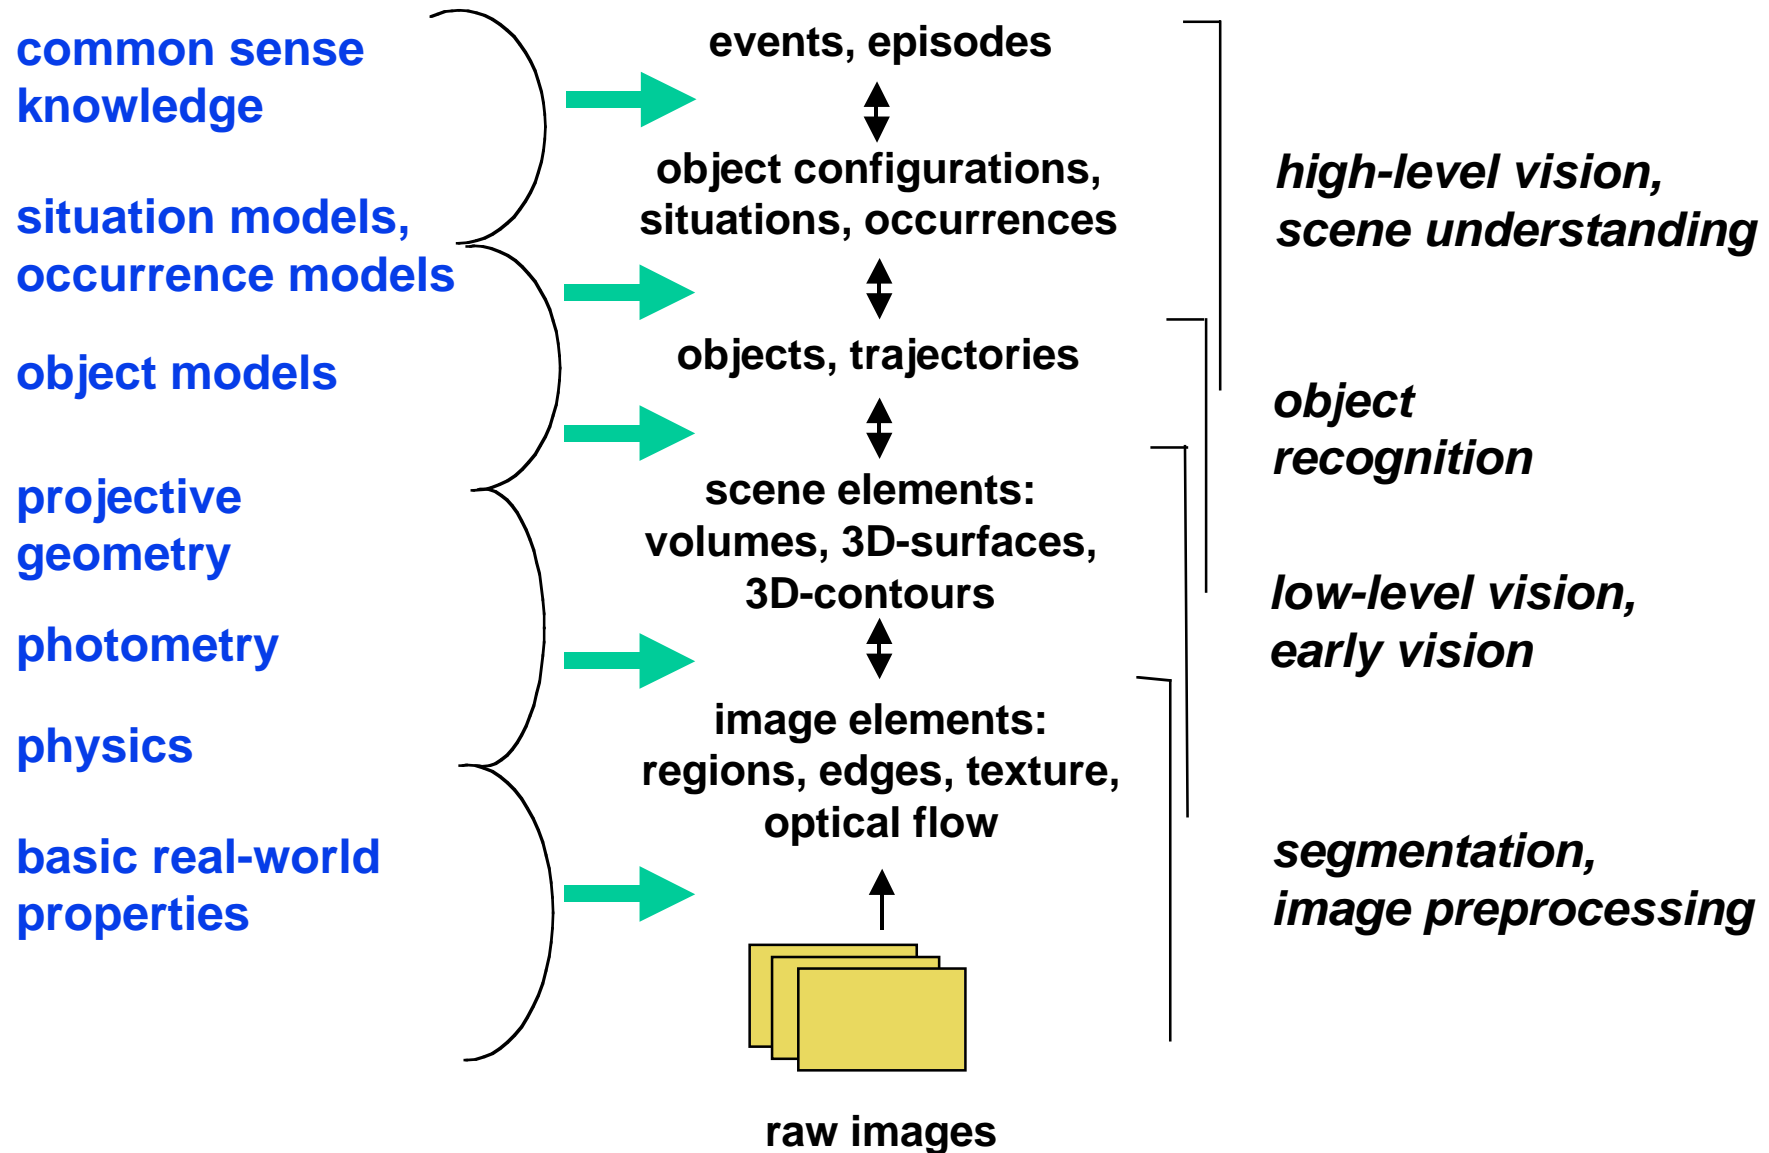 common sense
knowledge
situation models,
occurrence models
object models
projective
geometry
photometry
physics
basic real-world
properties
events, episodes
object configurations,
situations, occurrences
objects, trajectories
scene elements:
volumes, 3D-surfaces,
3D-contours
image elements:
regions, edges, texture,
optical flow
raw images
high-level vision,
scene understanding
object
recognition
low-level vision,
early vision
segmentation,
image preprocessing